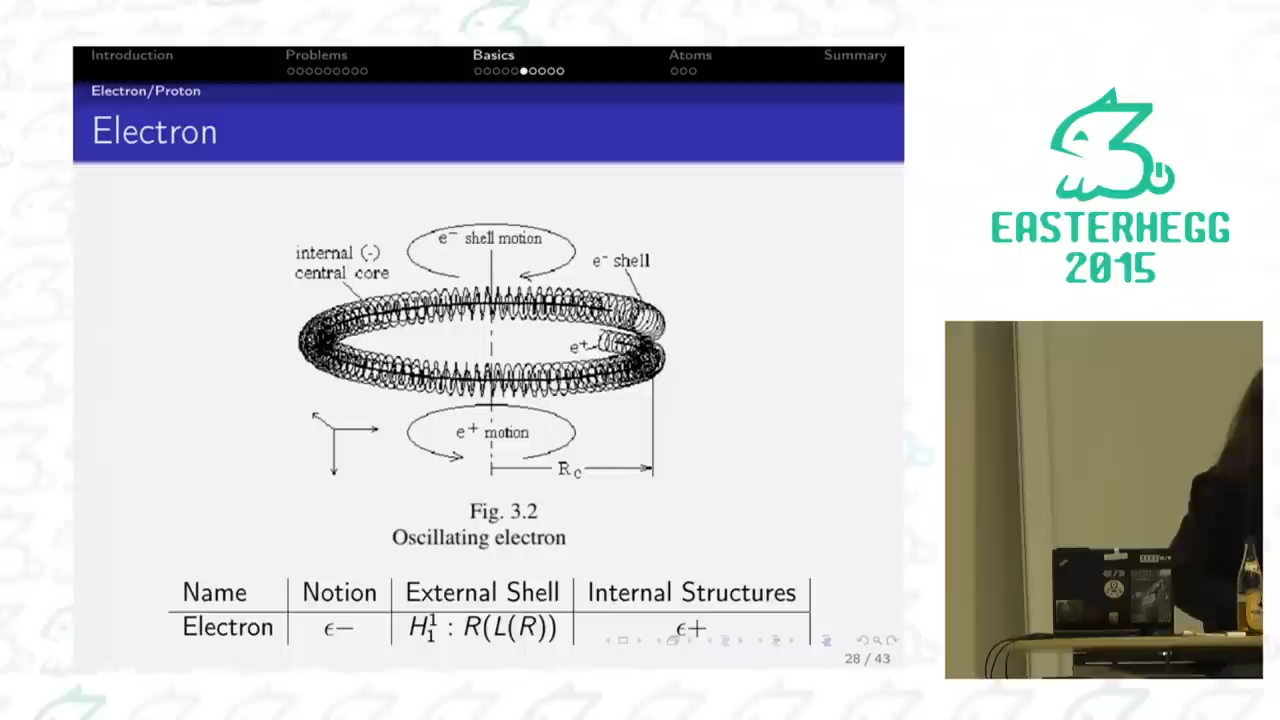 Introduction Problems Basics Atoms Summary
Electron/Proton
Electron
e⁻ shell motion
internal (-)
central core
e⁻ shell
e⁺
e⁺ motion
R_c
Fig. 3.2
Oscillating electron
Name Notion External Shell Internal Structures
Electron ϵ− H₁¹ : R(L(R)) ϵ+
28 / 43
EASTERHEGG
2015